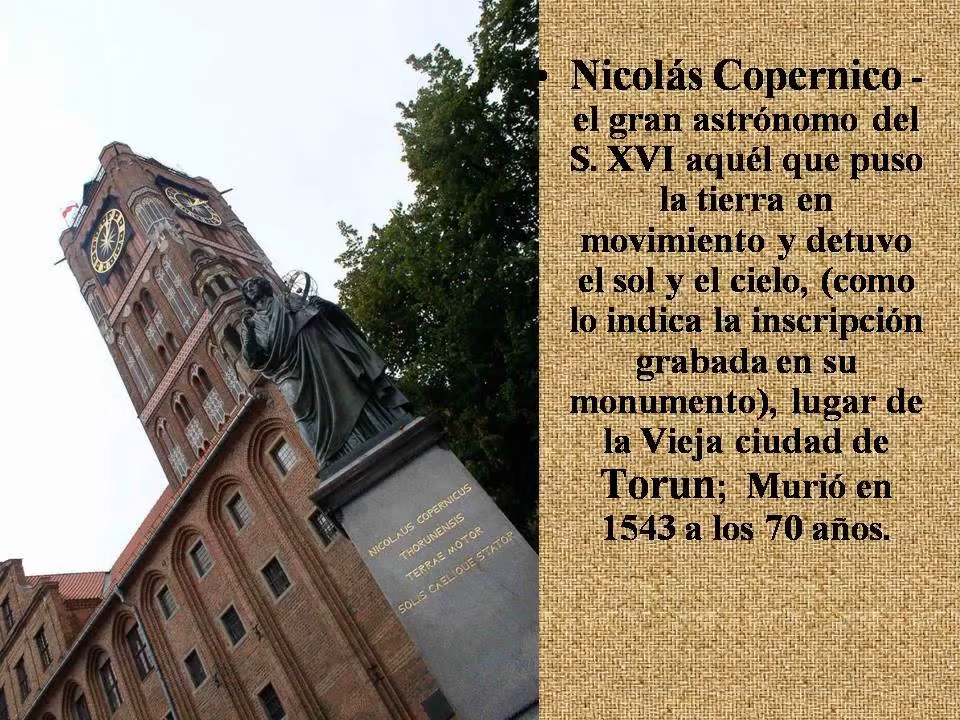 NICOLAUS COPERNICUS
THORUNENSIS
TERRAE MOTOR
SOLIS CAELIQUE STATOR
• Nicolás Copernico -
el gran astrónomo del
S. XVI aquél que puso
la tierra en
movimiento y detuvo
el sol y el cielo, (como
lo indica la inscripción
grabada en su
monumento), lugar de
la Vieja ciudad de
Torun; Murió en
1543 a los 70 años.